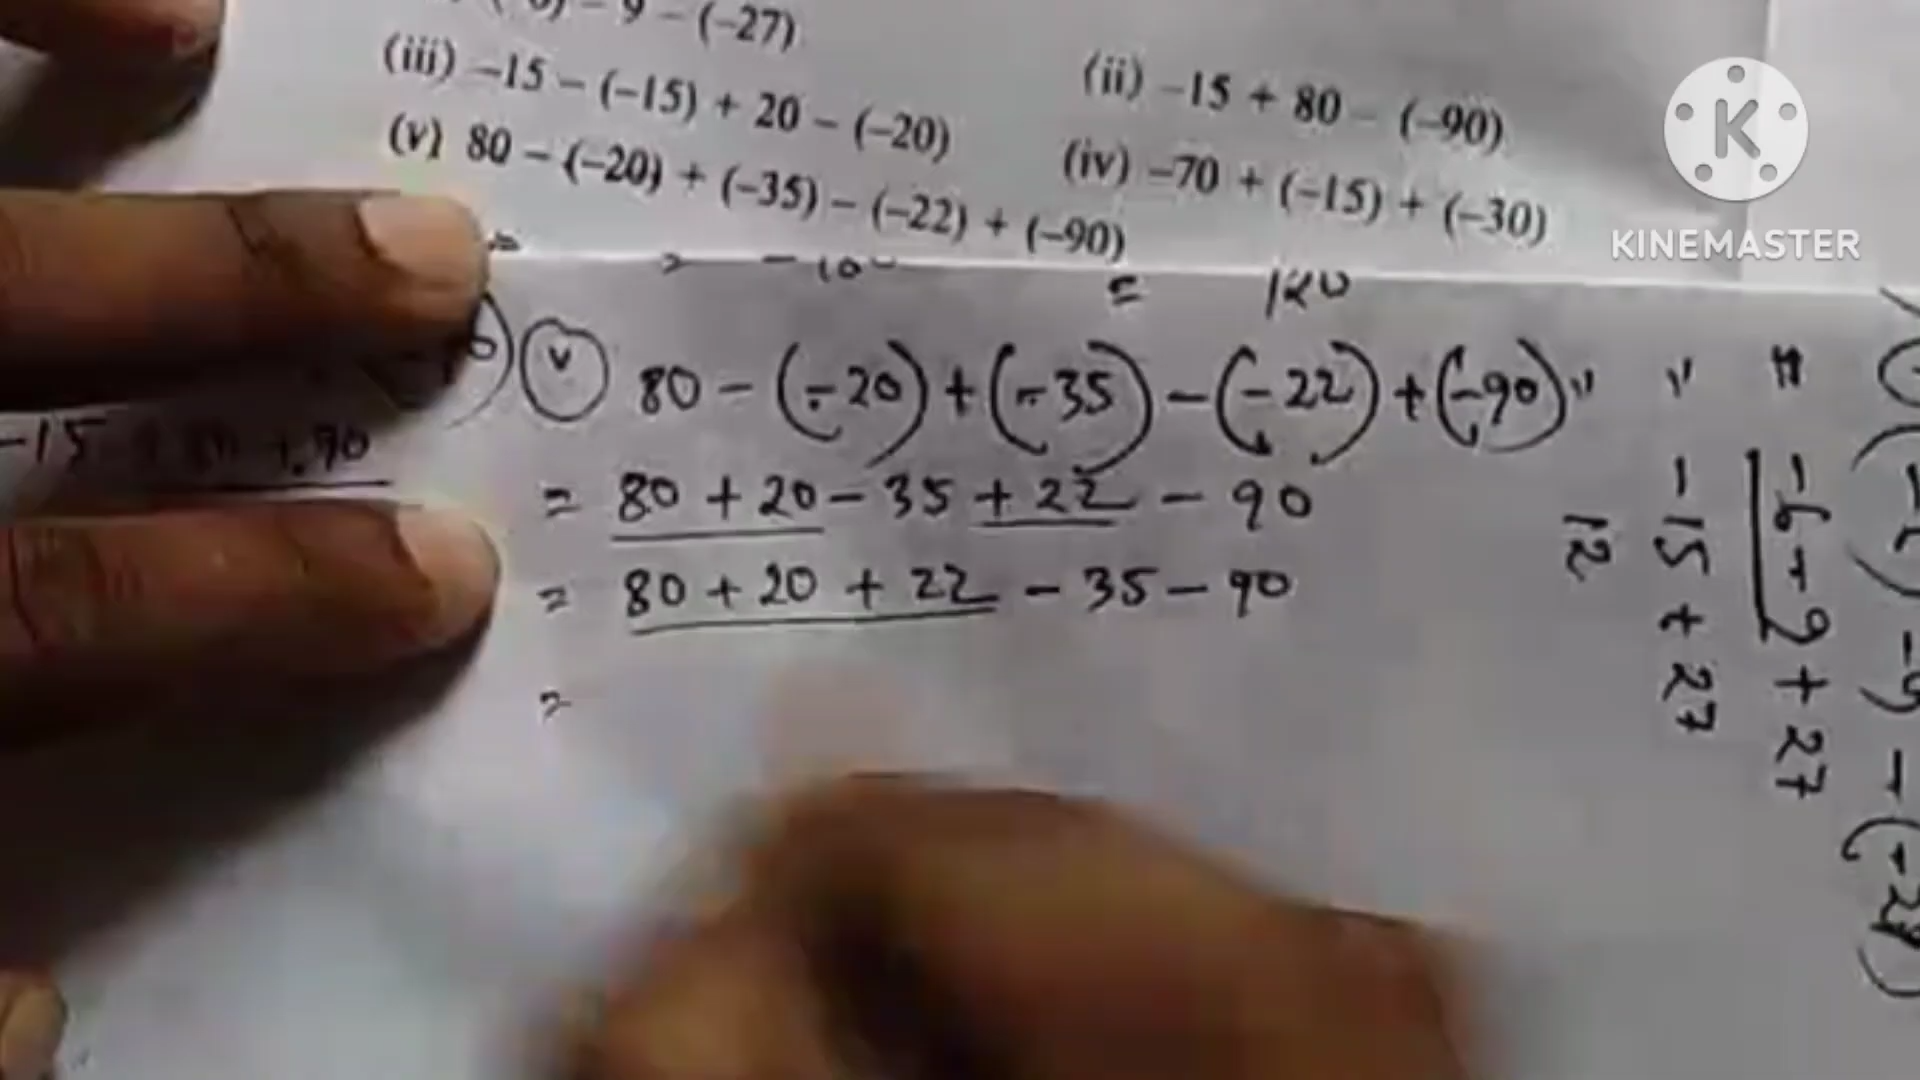 – 9 – (–27)
(iii) –15 – (–15) + 20 – (–20)
(ii) –15 + 80 – (–90)
(v) 80 – (–20) + (–35) – (–22) + (–90)
(iv) –70 + (–15) + (–30)
KINEMASTER
=
(v) 80 - (-20) + (-35) - (-22) + (-90)
= 80 + 20 - 35 + 22 - 90
= 80 + 20 + 22 - 35 - 90
=
-6 - 9 + 27
-15 + 27
12